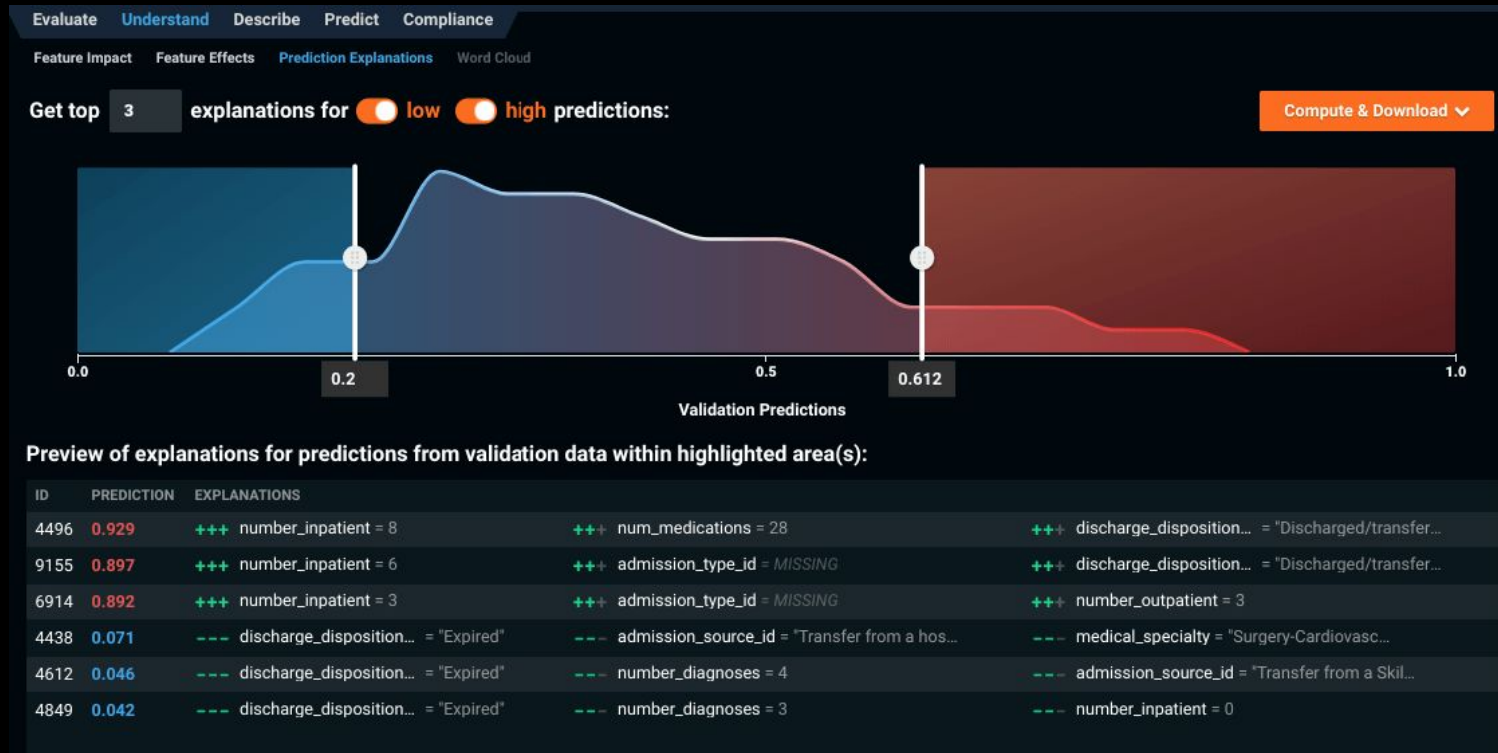 Evaluate Understand Describe Predict Compliance
Feature Impact Feature Effects Prediction Explanations Word Cloud
Get top 3 explanations for low high predictions:
Compute & Download
0.0 0.2 0.5 0.612 1.0
Validation Predictions
Preview of explanations for predictions from validation data within highlighted area(s):
ID PREDICTION EXPLANATIONS
4496 0.929 +++ number_inpatient = 8 +++ num_medications = 28 +++ discharge_disposition... = "Discharged/transfer...
9155 0.897 +++ number_inpatient = 6 +++ admission_type_id = MISSING +++ discharge_disposition... = "Discharged/transfer...
6914 0.892 +++ number_inpatient = 3 +++ admission_type_id = MISSING +++ number_outpatient = 3
4438 0.071 --- discharge_disposition... = "Expired" --- admission_source_id = "Transfer from a hos... --- medical_specialty = "Surgery-Cardiovasc...
4612 0.046 --- discharge_disposition... = "Expired" --- number_diagnoses = 4 --- admission_source_id = "Transfer from a Skil...
4849 0.042 --- discharge_disposition... = "Expired" --- number_diagnoses = 3 --- number_inpatient = 0